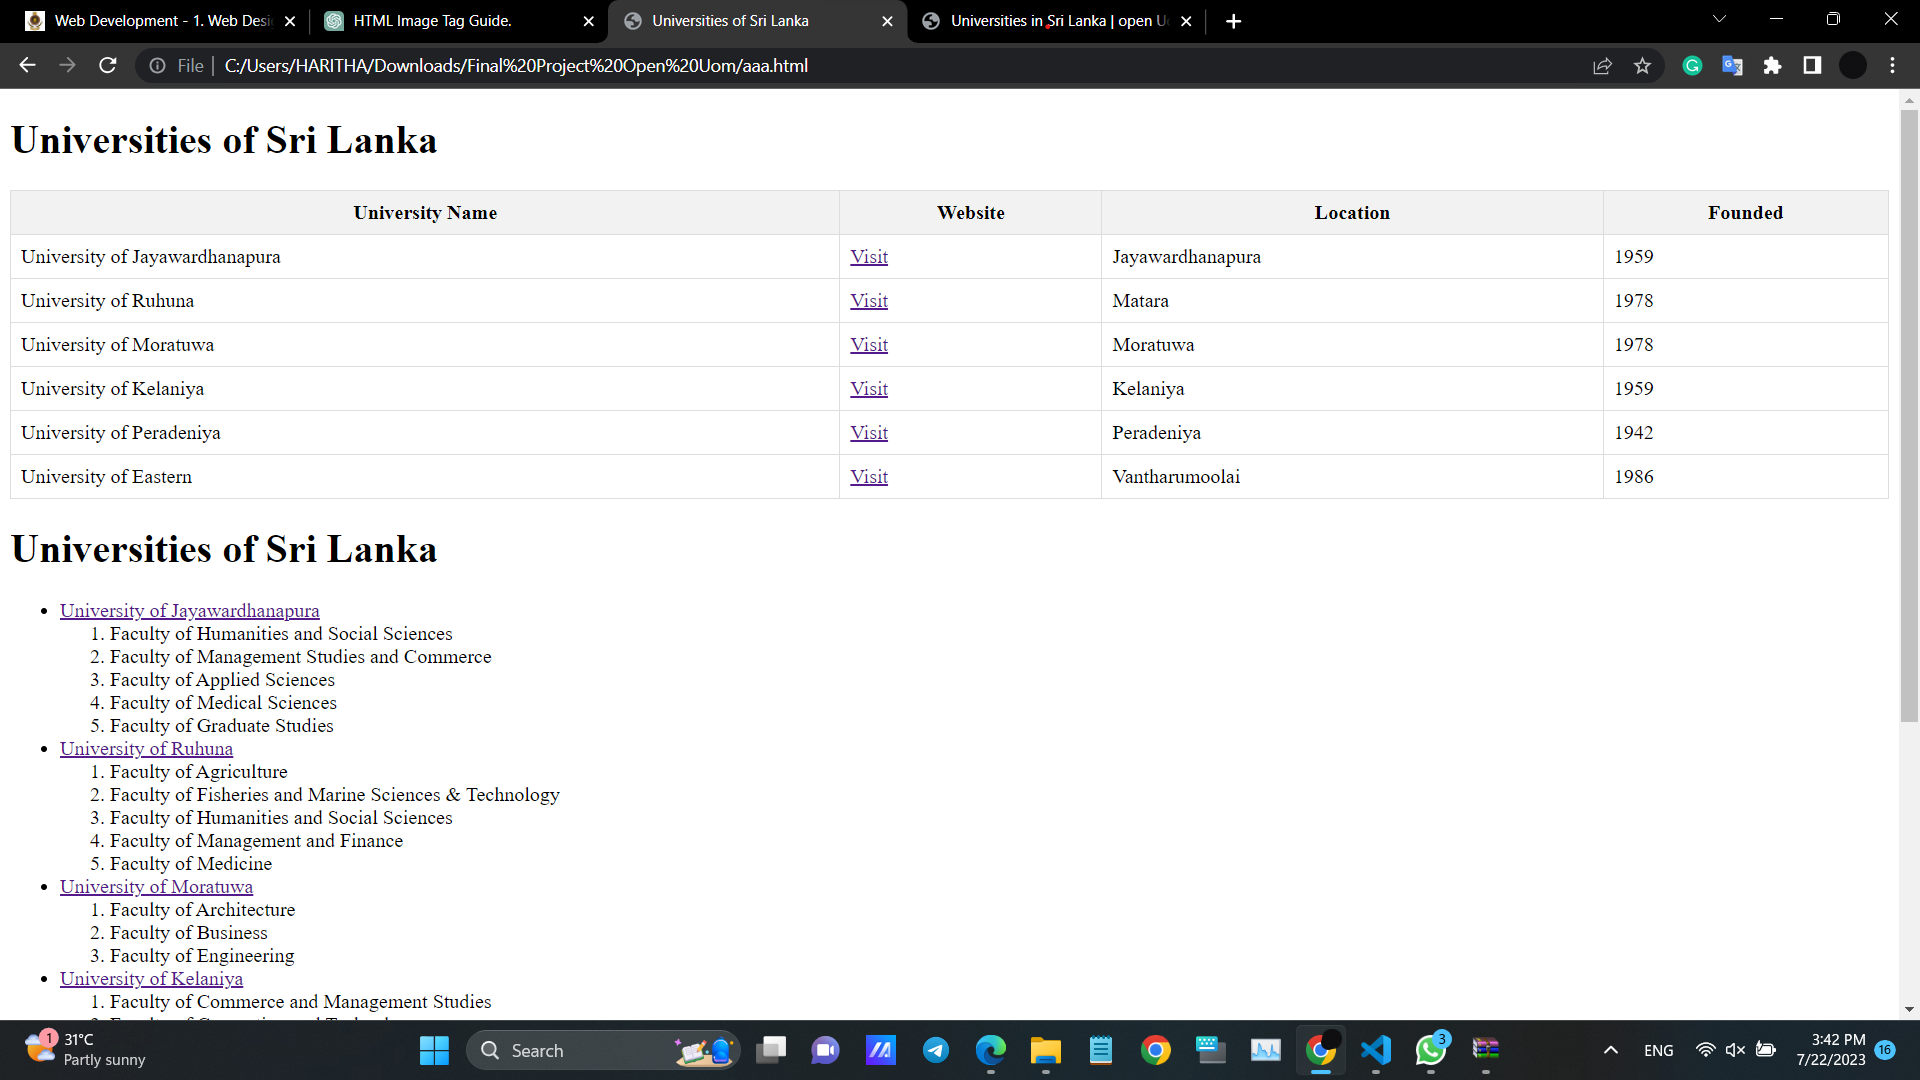 Web Development - 1. Web Desi
HTML Image Tag Guide.
Universities of Sri Lanka
Universities in Sri Lanka | open Uo
File
C:/Users/HARITHA/Downloads/Final%20Project%20Open%20Uom/aaa.html
Universities of Sri Lanka
University Name Website Location Founded
University of Jayawardhanapura Visit Jayawardhanapura 1959
University of Ruhuna Visit Matara 1978
University of Moratuwa Visit Moratuwa 1978
University of Kelaniya Visit Kelaniya 1959
University of Peradeniya Visit Peradeniya 1942
University of Eastern Visit Vantharumoolai 1986
Universities of Sri Lanka
• University of Jayawardhanapura
1. Faculty of Humanities and Social Sciences
2. Faculty of Management Studies and Commerce
3. Faculty of Applied Sciences
4. Faculty of Medical Sciences
5. Faculty of Graduate Studies
• University of Ruhuna
1. Faculty of Agriculture
2. Faculty of Fisheries and Marine Sciences & Technology
3. Faculty of Humanities and Social Sciences
4. Faculty of Management and Finance
5. Faculty of Medicine
• University of Moratuwa
1. Faculty of Architecture
2. Faculty of Business
3. Faculty of Engineering
• University of Kelaniya
1. Faculty of Commerce and Management Studies
1
31°C
Partly sunny
Search
3
ENG
3:42 PM
7/22/2023
16